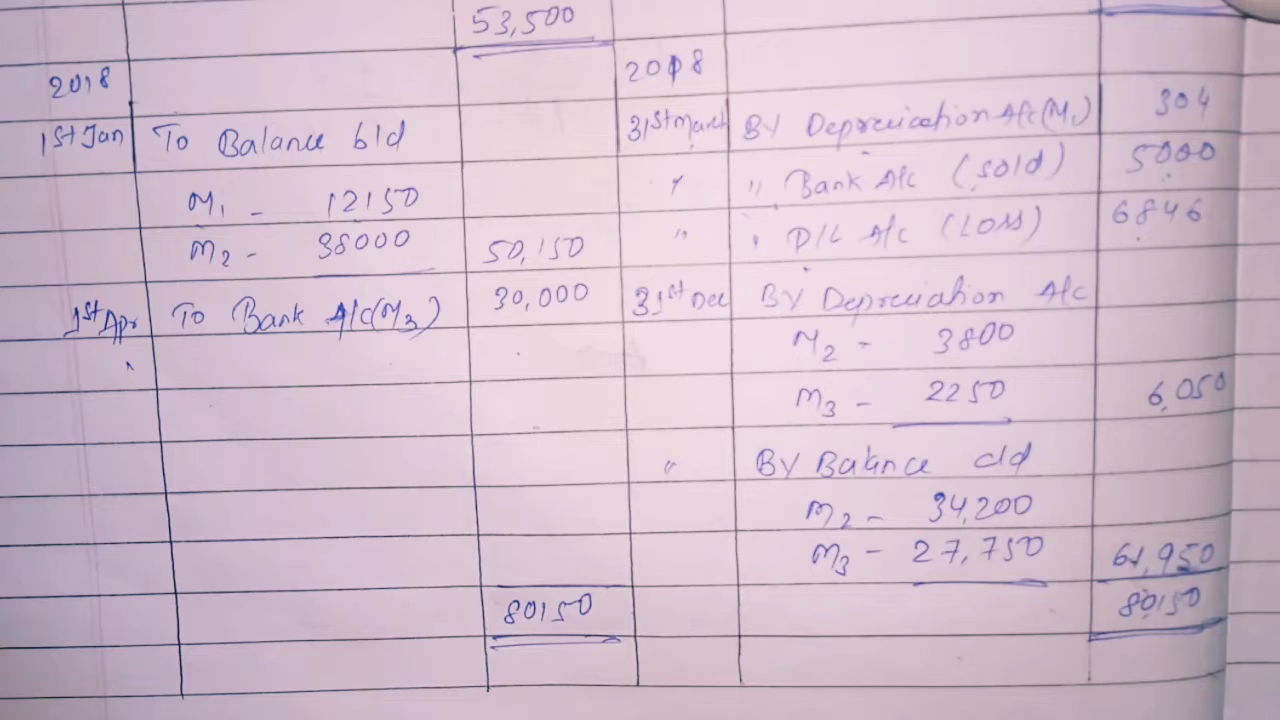 53,500
2018 2018
1st Jan To Balance b/d 31st March By Depreciation A/c (M1) 304
M1 - 12150 " " Bank A/c (Sold) 5000
M2 - 38000 50,150 " " P/L A/c (Loss) 6846
1st Apr To Bank A/c (M3) 30,000 31st Dec By Depreciation A/c
M2 - 3800
M3 - 2250 6,050
" By Balance c/d
M2 - 34,200
M3 - 27,750 61,950
80150 80150